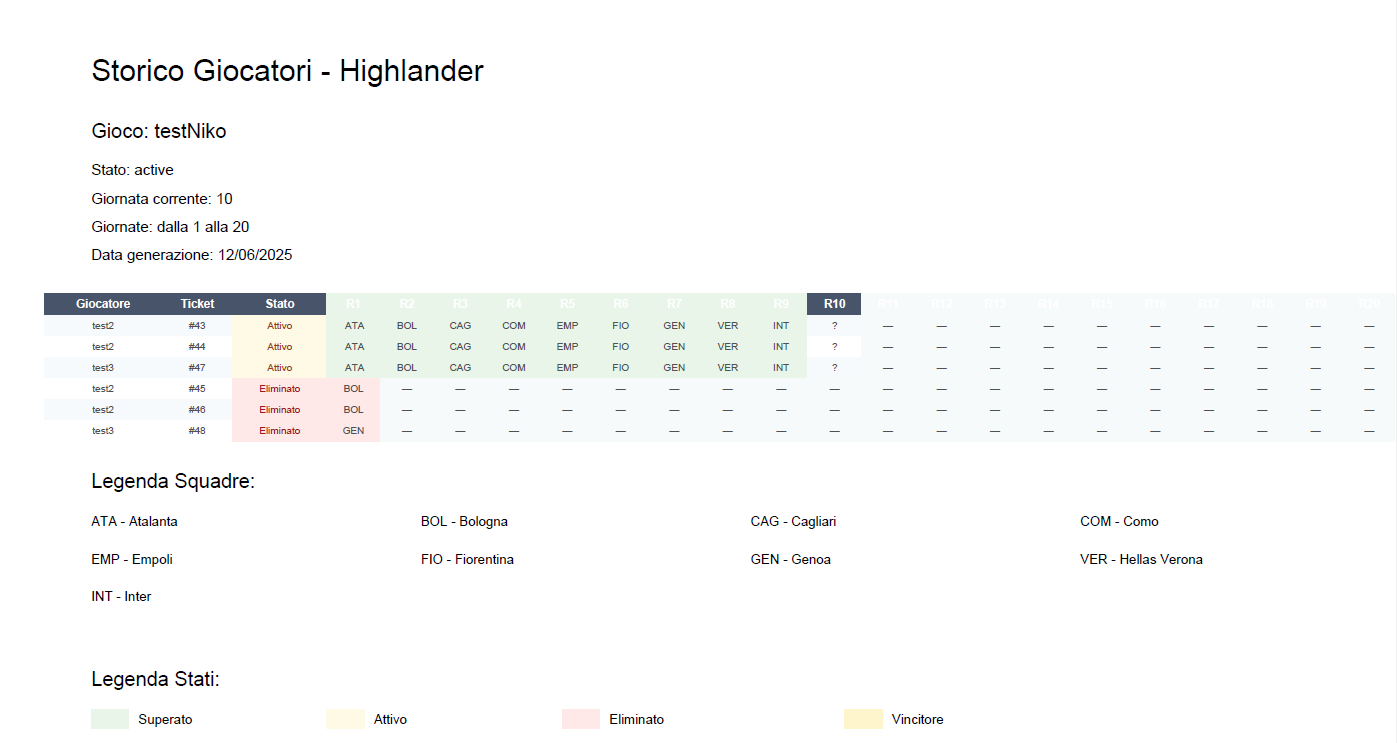 Storico Giocatori - Highlander
Gioco: testNiko
Stato: active
Giornata corrente: 10
Giornate: dalla 1 alla 20
Data generazione: 12/06/2025
Giocatore Ticket Stato R1 R2 R3 R4 R5 R6 R7 R8 R9 R10 R11 R12 R13 R14 R15 R16 R17 R18 R19 R20
test2 #43 Attivo ATA BOL CAG COM EMP FIO GEN VER INT ? — — — — — — — — — —
test2 #44 Attivo ATA BOL CAG COM EMP FIO GEN VER INT ? — — — — — — — — — —
test3 #47 Attivo ATA BOL CAG COM EMP FIO GEN VER INT ? — — — — — — — — — —
test2 #45 Eliminato BOL — — — — — — — — — — — — — — — — — — —
test2 #46 Eliminato BOL — — — — — — — — — — — — — — — — — — —
test3 #48 Eliminato GEN — — — — — — — — — — — — — — — — — — —
Legenda Squadre:
ATA - Atalanta BOL - Bologna CAG - Cagliari COM - Como
EMP - Empoli FIO - Fiorentina GEN - Genoa VER - Hellas Verona
INT - Inter
Legenda Stati:
Superato Attivo Eliminato Vincitore